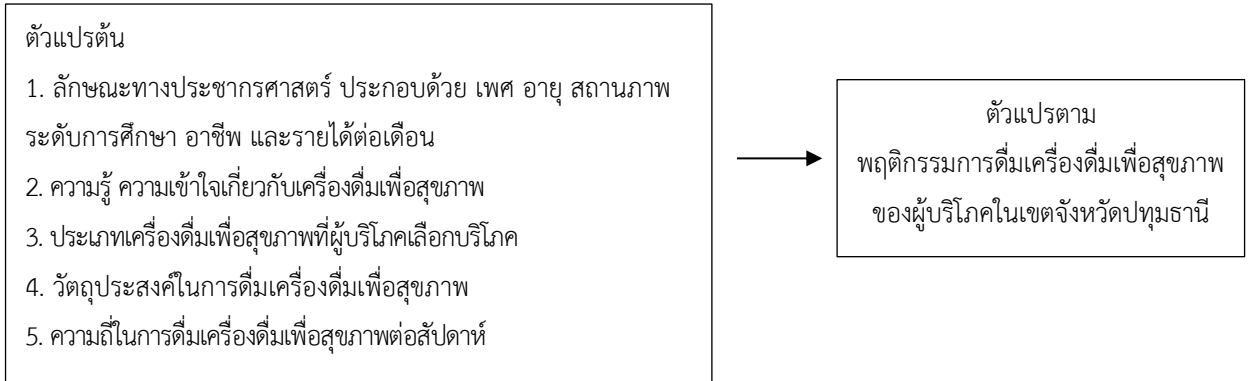 ตัวแปรต้น
1. ลักษณะทางประชากรศาสตร์ ประกอบด้วย เพศ อายุ สถานภาพ
ระดับการศึกษา อาชีพ และรายได้ต่อเดือน
2. ความรู้ ความเข้าใจเกี่ยวกับเครื่องดื่มเพื่อสุขภาพ
3. ประเภทเครื่องดื่มเพื่อสุขภาพที่ผู้บริโภคเลือกบริโภค
4. วัตถุประสงค์ในการดื่มเครื่องดื่มเพื่อสุขภาพ
5. ความถี่ในการดื่มเครื่องดื่มเพื่อสุขภาพต่อสัปดาห์
ตัวแปรตาม
พฤติกรรมการดื่มเครื่องดื่มเพื่อสุขภาพ
ของผู้บริโภคในเขตจังหวัดปทุมธานี